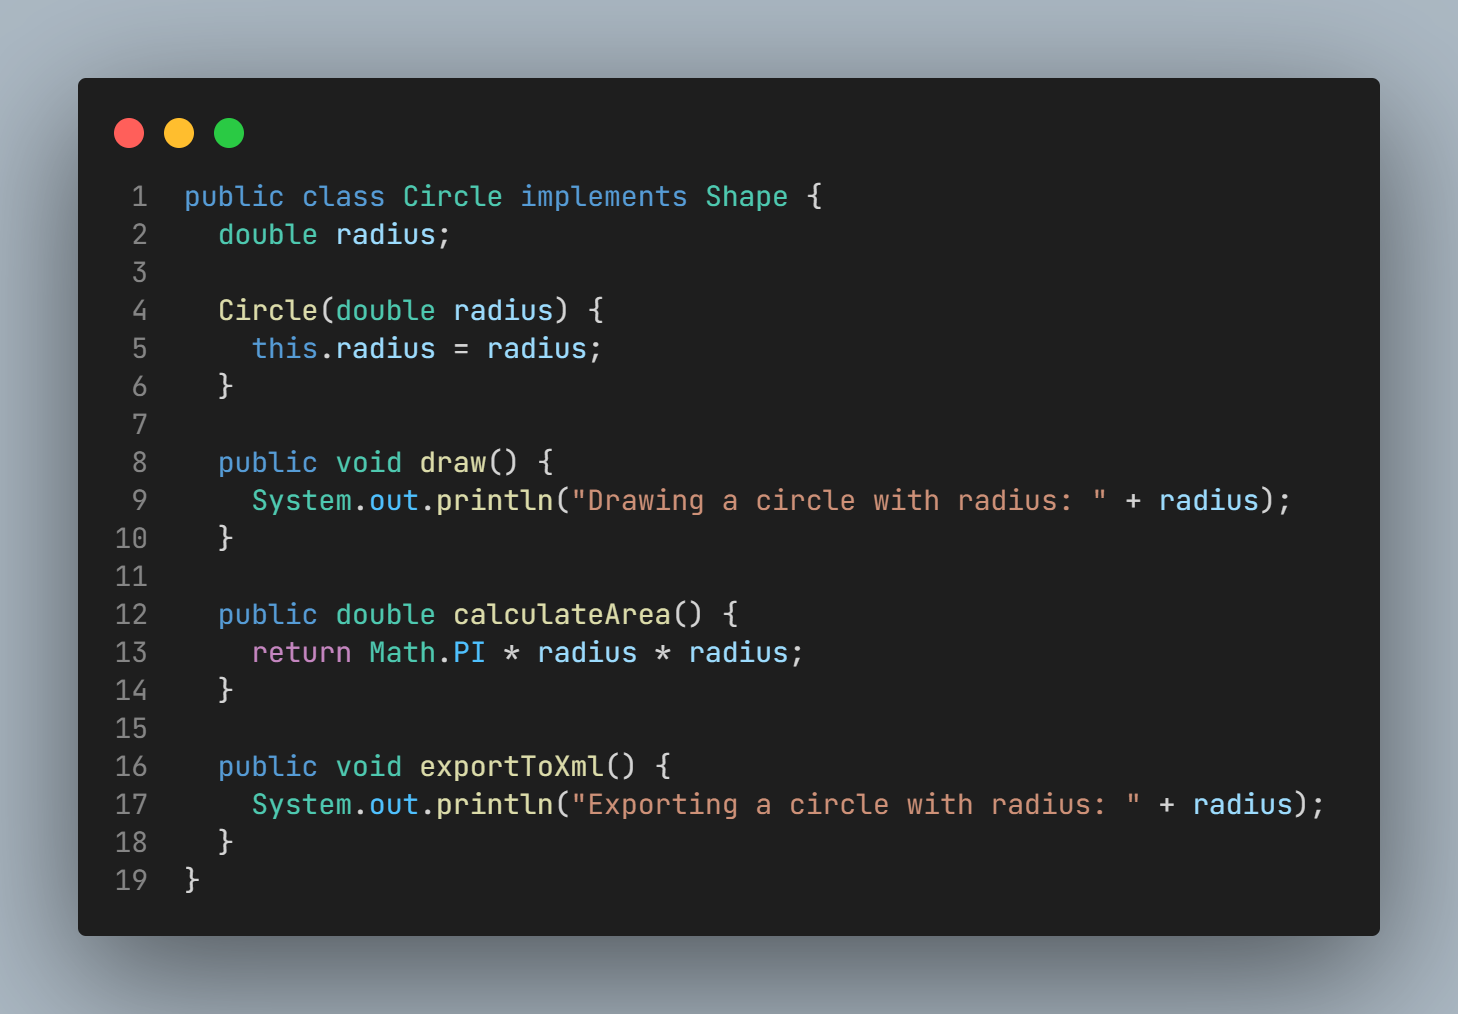 1 public class Circle implements Shape {
2   double radius;
3
4   Circle(double radius) {
5     this.radius = radius;
6   }
7
8   public void draw() {
9     System.out.println("Drawing a circle with radius: " + radius);
10   }
11
12   public double calculateArea() {
13     return Math.PI * radius * radius;
14   }
15
16   public void exportToXml() {
17     System.out.println("Exporting a circle with radius: " + radius);
18   }
19 }